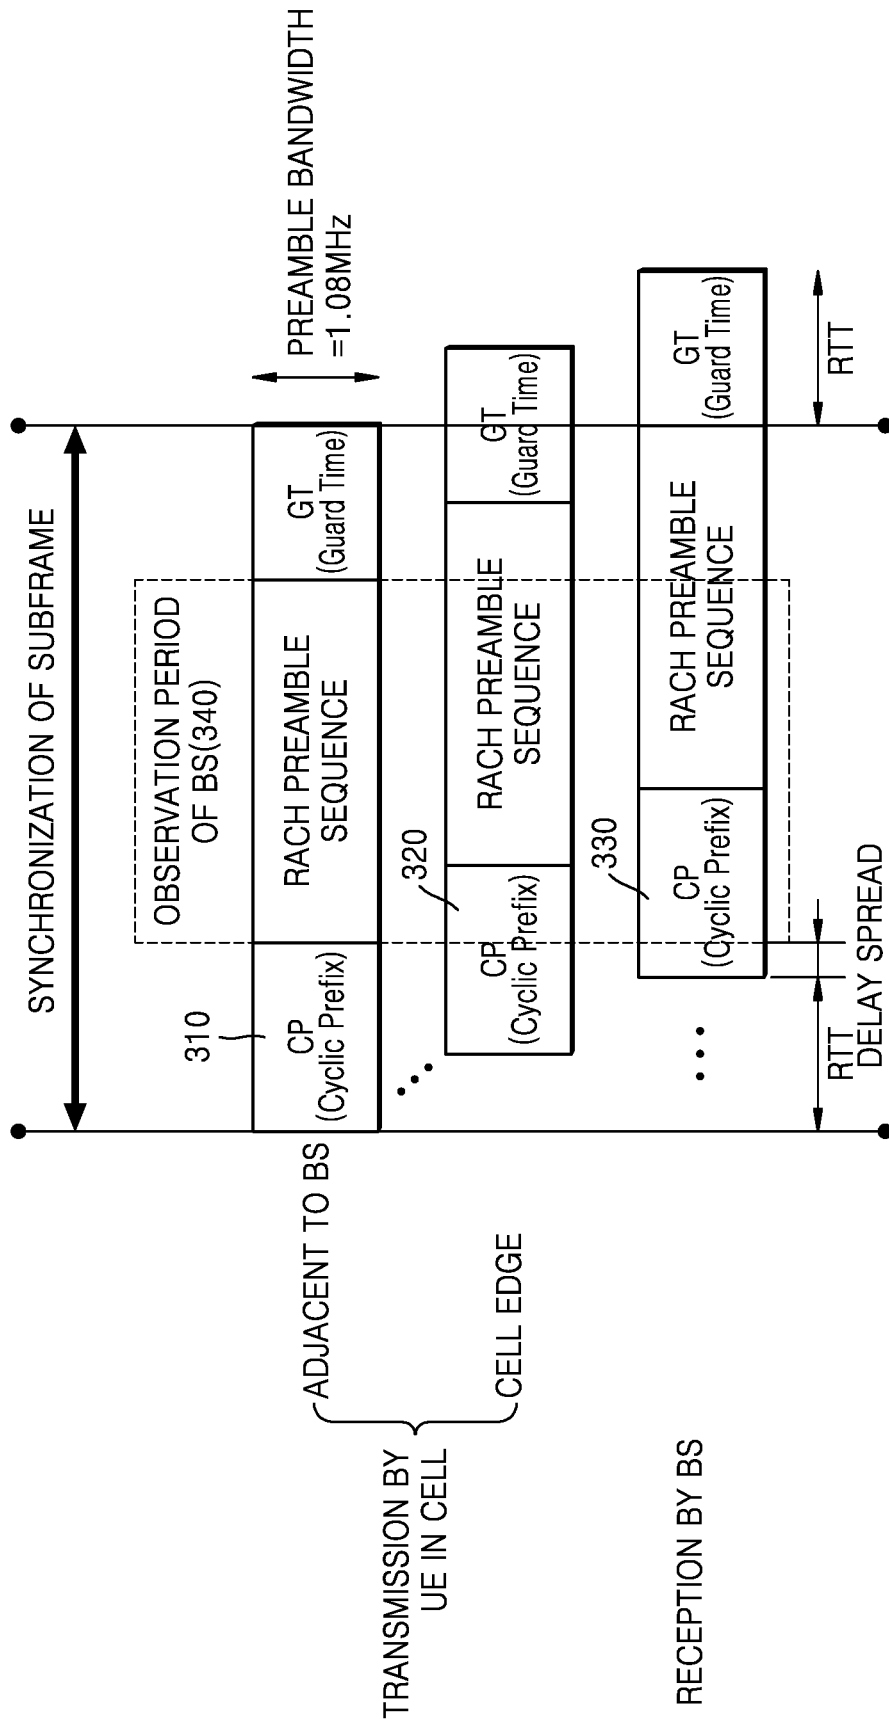 SYNCHRONIZATION OF SUBFRAME
OBSERVATION PERIOD
OF BS(340)
PREAMBLE BANDWIDTH
=1.08MHz
TRANSMISSION BY
UE IN CELL
ADJACENT TO BS
310
CP
(Cyclic Prefix)
RACH PREAMBLE
SEQUENCE
GT
(Guard Time)
CELL EDGE
320
CP
(Cyclic Prefix)
RACH PREAMBLE
SEQUENCE
GT
(Guard Time)
RECEPTION BY BS
330
CP
(Cyclic Prefix)
RACH PREAMBLE
SEQUENCE
GT
(Guard Time)
RTT
DELAY SPREAD
RTT